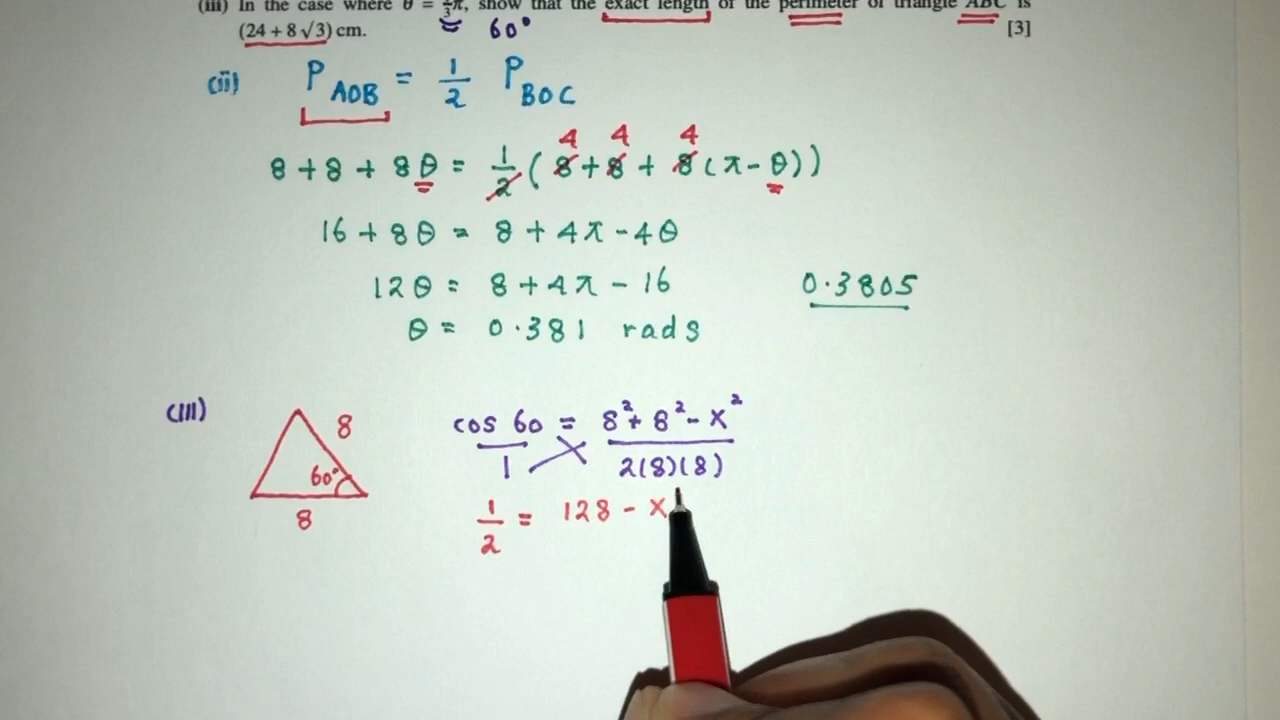 (iii) In the case where θ = ⅓π, show that the exact length of the perimeter of triangle ABC is
(24 + 8√3) cm. [3]
60°
(ii) P AOB = 1/2 P BOC
4 4 4
8 + 8 + 8θ = 1/2 (8 + 8 + 8(π - θ))
16 + 8θ = 8 + 4π - 4θ
12θ = 8 + 4π - 16
0.3805
θ = 0.381 rads
(III)
8
60°
8
cos 60 = 8² + 8² - x²
1 2(8)(8)
1/2 = 128 - x